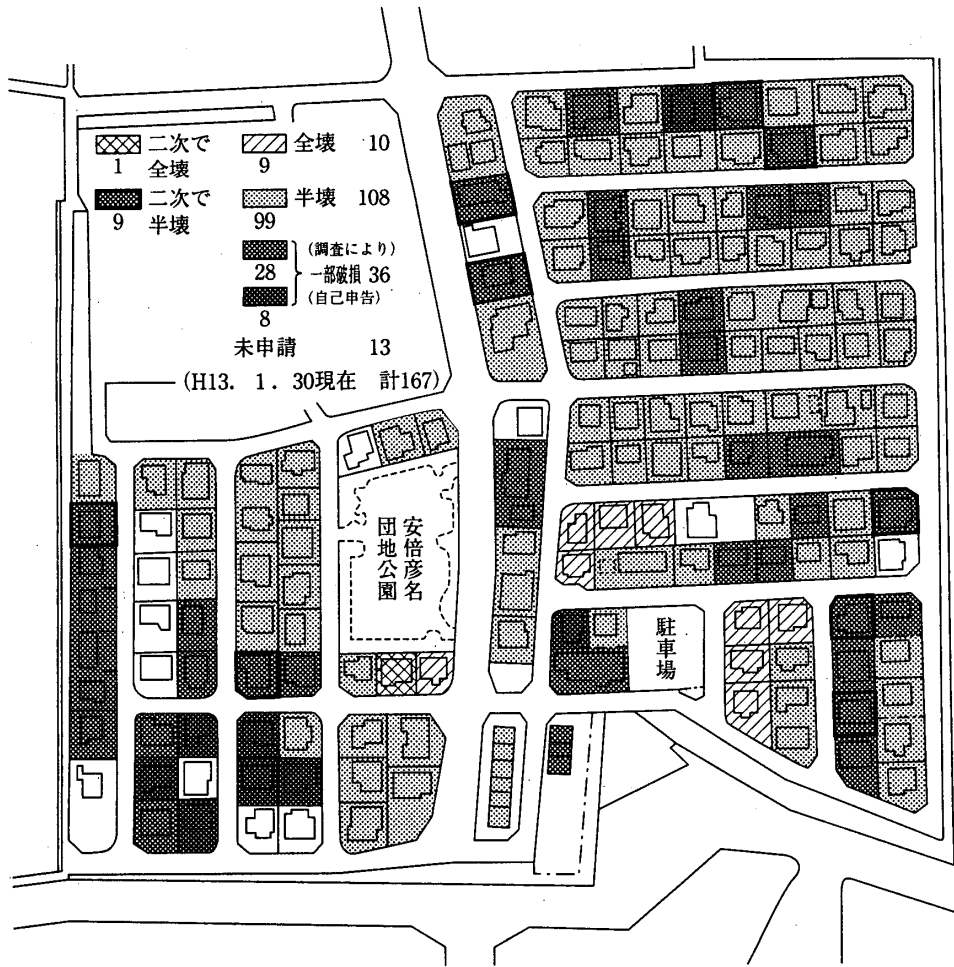 二次で 全壊 10
1 全壊 9
二次で 半壊 108
9 半壊 99
(調査により)
28 一部破損 36
(自己申告)
8
未申請 13
(H13. 1. 30現在 計167)
安倍彦名
団地公園
駐車場